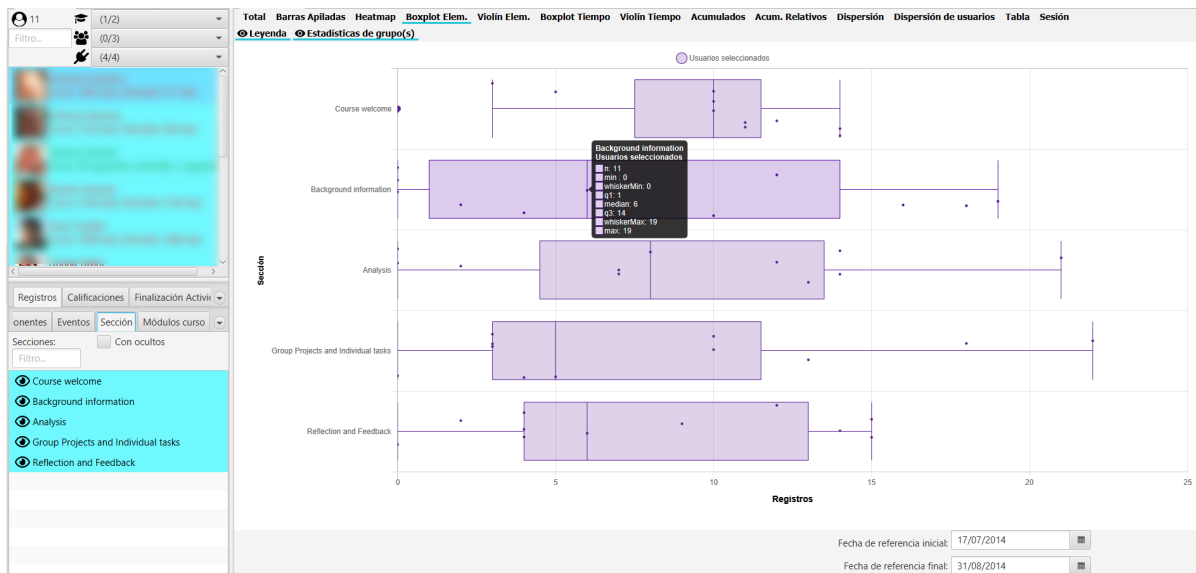 11
(1/2)
Filtro...
(0/3)
(4/4)
Registros Calificaciones Finalización Activic
onentes Eventos Sección Módulos curso
Secciones: Con ocultos
Filtro...
Course welcome
Background information
Analysis
Group Projects and Individual tasks
Reflection and Feedback
Total Barras Apiladas Heatmap Boxplot Elem. Violín Elem. Boxplot Tiempo Violín Tiempo Acumulados Acum. Relativos Dispersión Dispersión de usuarios Tabla Sesión
Leyenda Estadísticas de grupo(s)
Usuarios seleccionados
Sección
Course welcome
Background information
Analysis
Group Projects and Individual tasks
Reflection and Feedback
Background information
Usuarios seleccionados
n: 11
min : 0
whiskerMin: 0
q1: 1
median: 6
q3: 14
whiskerMax: 19
max: 19
0 5 10 15 20 25
Registros
Fecha de referencia inicial: 17/07/2014
Fecha de referencia final: 31/08/2014